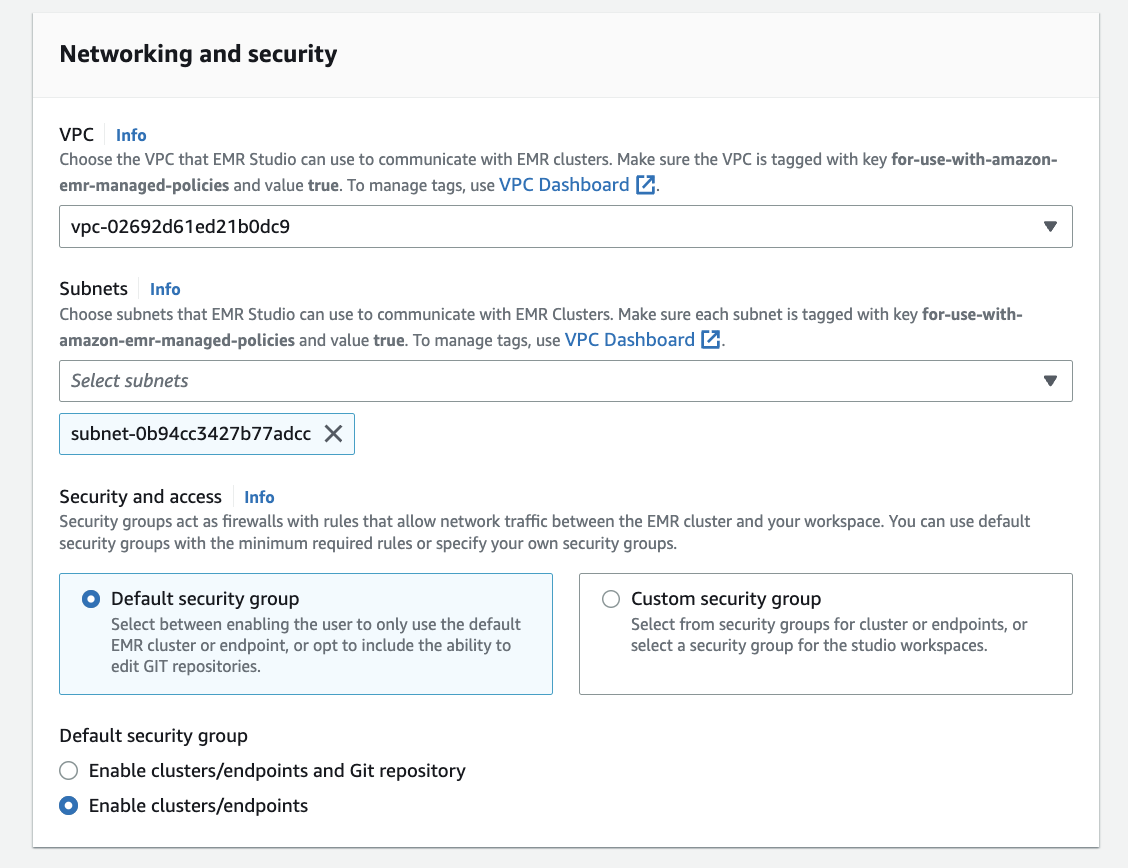 Networking and security
VPC Info
Choose the VPC that EMR Studio can use to communicate with EMR clusters. Make sure the VPC is tagged with key for-use-with-amazon-
emr-managed-policies and value true. To manage tags, use VPC Dashboard.
vpc-02692d61ed21b0dc9
Subnets Info
Choose subnets that EMR Studio can use to communicate with EMR Clusters. Make sure each subnet is tagged with key for-use-with-
amazon-emr-managed-policies and value true. To manage tags, use VPC Dashboard.
Select subnets
subnet-0b94cc3427b77adcc
Security and access Info
Security groups act as firewalls with rules that allow network traffic between the EMR cluster and your workspace. You can use default
security groups with the minimum required rules or specify your own security groups.
Default security group
Select between enabling the user to only use the default
EMR cluster or endpoint, or opt to include the ability to
edit GIT repositories.
Custom security group
Select from security groups for cluster or endpoints, or
select a security group for the studio workspaces.
Default security group
Enable clusters/endpoints and Git repository
Enable clusters/endpoints